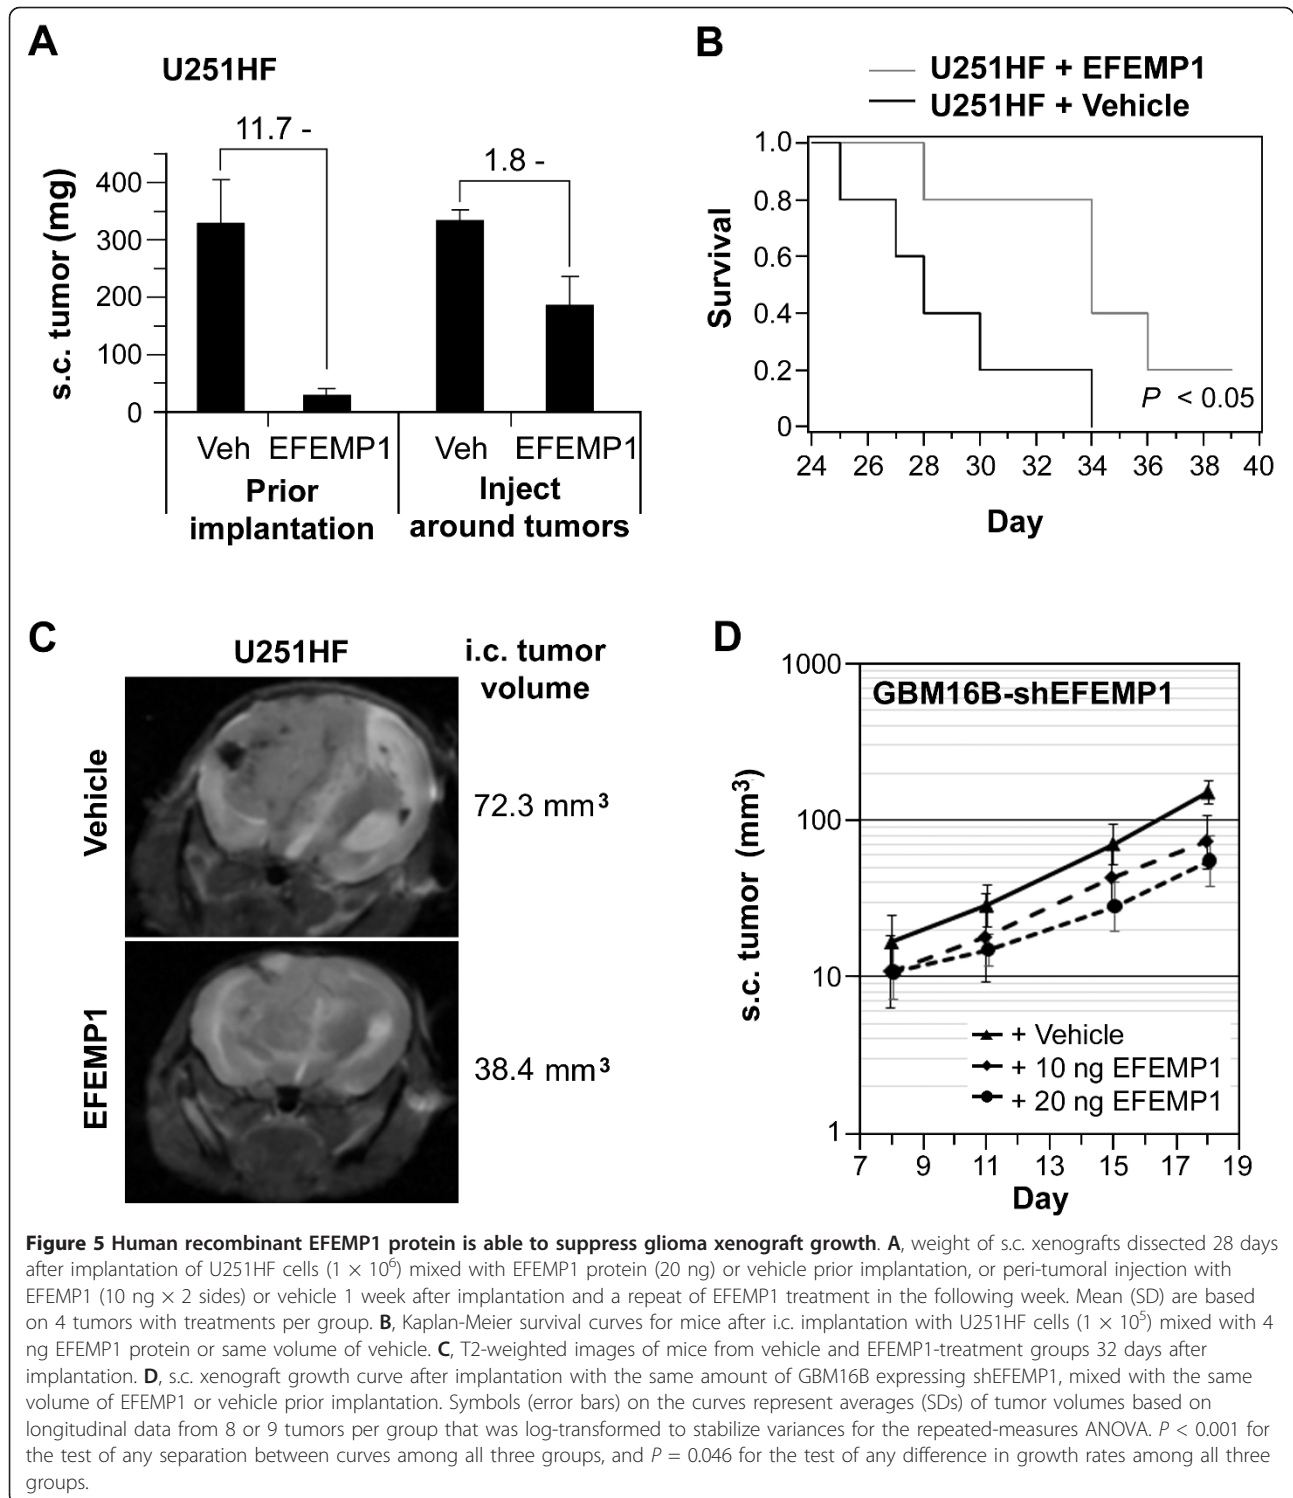 A
U251HF
11.7 -
1.8 -
s.c. tumor (mg)
400
300
200
100
0
Veh EFEMP1
Veh EFEMP1
Prior
implantation
Inject
around tumors
B
U251HF + EFEMP1
U251HF + Vehicle
Survival
1.0
0.8
0.6
0.4
0.2
0
P < 0.05
24 26 28 30 32 34 36 38 40
Day
C
U251HF
i.c. tumor
volume
Vehicle
72.3 mm³
EFEMP1
38.4 mm³
D
GBM16B-shEFEMP1
s.c. tumor (mm³)
1000
100
10
1
+ Vehicle
+ 10 ng EFEMP1
+ 20 ng EFEMP1
7 9 11 13 15 17 19
Day
Figure 5 Human recombinant EFEMP1 protein is able to suppress glioma xenograft growth. A, weight of s.c. xenografts dissected 28 days
after implantation of U251HF cells (1 × 10⁶) mixed with EFEMP1 protein (20 ng) or vehicle prior implantation, or peri-tumoral injection with
EFEMP1 (10 ng × 2 sides) or vehicle 1 week after implantation and a repeat of EFEMP1 treatment in the following week. Mean (SD) are based
on 4 tumors with treatments per group. B, Kaplan-Meier survival curves for mice after i.c. implantation with U251HF cells (1 × 10⁵) mixed with 4
ng EFEMP1 protein or same volume of vehicle. C, T2-weighted images of mice from vehicle and EFEMP1-treatment groups 32 days after
implantation. D, s.c. xenograft growth curve after implantation with the same amount of GBM16B expressing shEFEMP1, mixed with the same
volume of EFEMP1 or vehicle prior implantation. Symbols (error bars) on the curves represent averages (SDs) of tumor volumes based on
longitudinal data from 8 or 9 tumors per group that was log-transformed to stabilize variances for the repeated-measures ANOVA. P < 0.001 for
the test of any separation between curves among all three groups, and P = 0.046 for the test of any difference in growth rates among all three
groups.